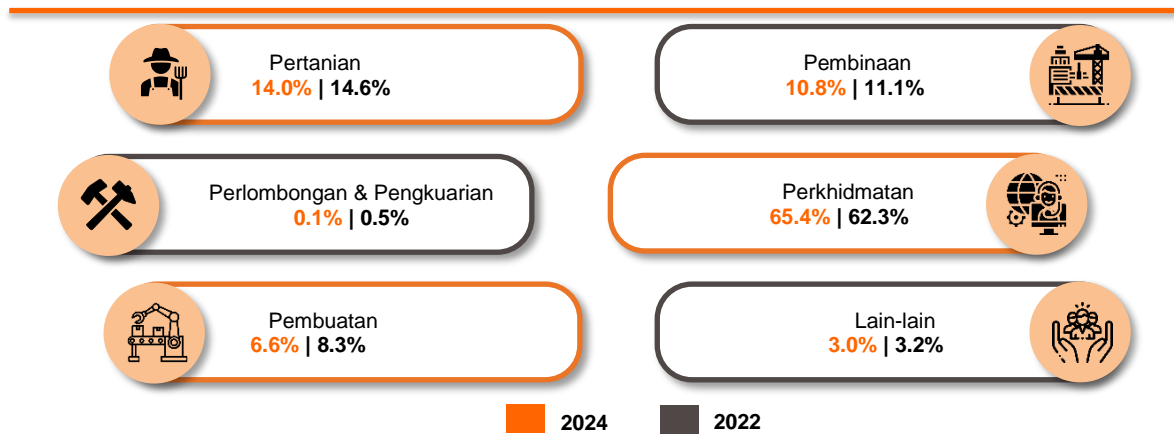 Pertanian
14.0% | 14.6%
Pembinaan
10.8% | 11.1%
Perlombongan & Pengkuarian
0.1% | 0.5%
Perkhidmatan
65.4% | 62.3%
Pembuatan
6.6% | 8.3%
Lain-lain
3.0% | 3.2%
2024
2022